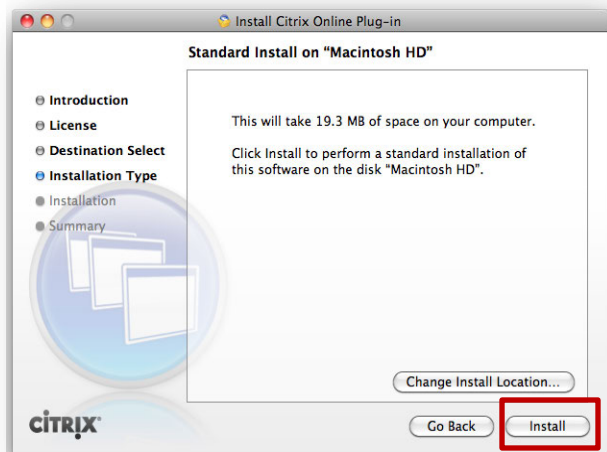 Install Citrix Online Plug-in
Standard Install on “Macintosh HD”
Introduction
License
Destination Select
Installation Type
Installation
Summary
This will take 19.3 MB of space on your computer.
Click Install to perform a standard installation of
this software on the disk “Macintosh HD”.
Change Install Location...
CITRIX
Go Back
Install